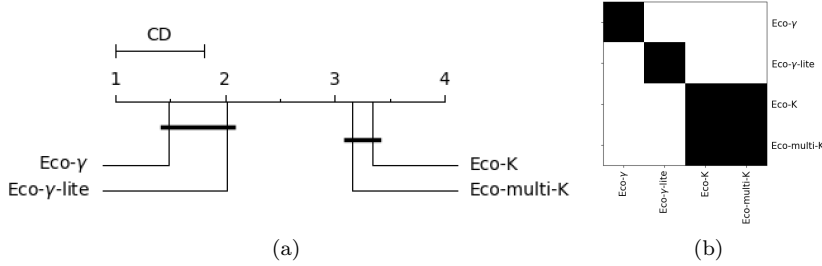 CD
1 2 3 4
Eco-γ
Eco-γ-lite
Eco-K
Eco-multi-K
(a)
Eco-γ
Eco-γ-lite
Eco-K
Eco-multi-K
Eco-γ
Eco-γ-lite
Eco-K
Eco-multi-K
(b)